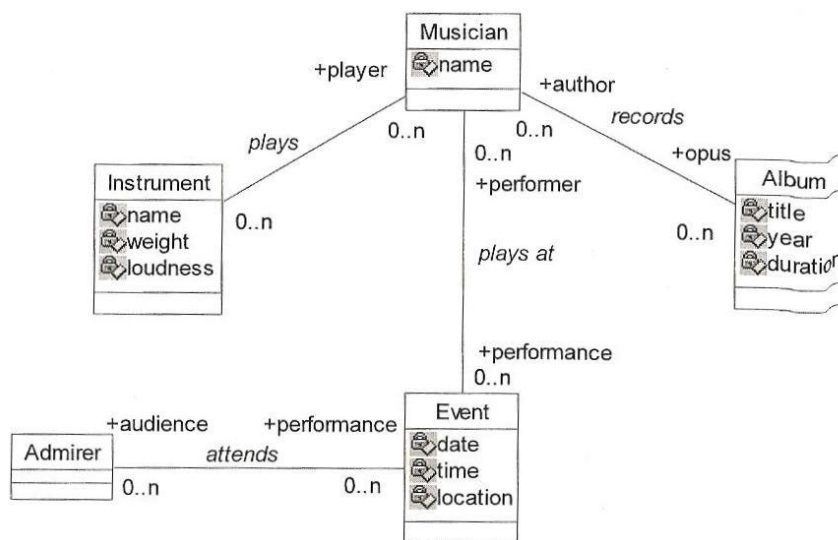 Musician
name
+player
+author
0..n
0..n
records
plays
0..n
+opus
Instrument
+performer
Album
name
0..n
title
weight
0..n
year
loudness
plays at
duration
+performance
0..n
+audience
+performance
Event
Admirer
attends
date
time
0..n
0..n
location